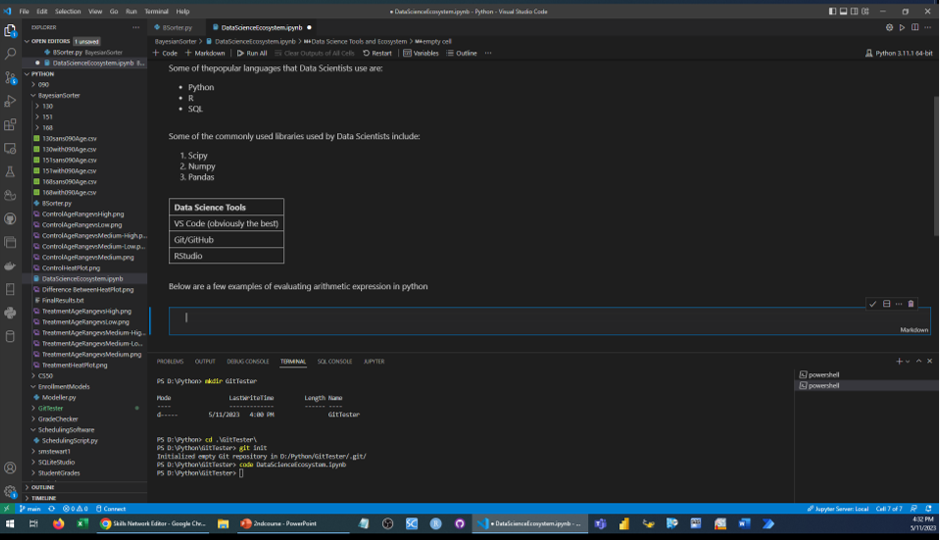 File Edit Selection View Go Run Terminal Help
● DataScienceEcosystem.ipynb - Python - Visual Studio Code
EXPLORER
OPEN EDITORS 1 unsaved
BSorter.py BayesianSorter
● DataScienceEcosystem.ipynb B...
PYTHON
090
BayesianSorter
130
151
168
130sans090Age.csv
130with090Age.csv
151sans090Age.csv
151with090Age.csv
168sans090Age.csv
168with090Age.csv
BSorter.py
ControlAgeRangevsHigh.png
ControlAgeRangevsLow.png
ControlAgeRangevsMedium-High.p...
ControlAgeRangevsMedium-Low.p...
ControlAgeRangevsMedium.png
ControlHeatPlot.png
DataScienceEcosystem.ipynb
Difference BetweenHeatPlot.png
FinalResults.txt
TreatmentAgeRangevsHigh.png
TreatmentAgeRangevsLow.png
TreatmentAgeRangevsMedium-Hig...
TreatmentAgeRangevsMedium-Lo...
TreatmentAgeRangevsMedium.png
TreatmentHeatPlot.png
CS50
EnrollmentModels
Modeller.py
GitTester
GradeChecker
SchedulingSoftware
SchedulingScript.py
smstewart1
SQLiteStudio
StudentGrades
OUTLINE
TIMELINE
BSorter.py DataScienceEcosystem.ipynb ●
BayesianSorter > DataScienceEcosystem.ipynb > Data Science Tools and Ecosystem > empty cell
+ Code + Markdown Run All Clear Outputs of All Cells Restart Variables Outline ... Python 3.11.1 64-bit
Some of thepopular languages that Data Scientists use are:
• Python
• R
• SQL
Some of the commonly used libraries used by Data Scientists include:
1. Scipy
2. Numpy
3. Pandas
Data Science Tools
VS Code (obviously the best)
Git/GitHub
RStudio
Below are a few examples of evaluating arithmetic expression in python
Markdown
PROBLEMS OUTPUT DEBUG CONSOLE TERMINAL SQL CONSOLE JUPYTER
PS D:\Python> mkdir GitTester
Mode LastWriteTime Length Name
---- ------------- ------ ----
d----- 5/11/2023 4:00 PM GitTester
PS D:\Python> cd .\GitTester\
PS D:\Python\GitTester> git init
Initialized empty Git repository in D:/Python/GitTester/.git/
PS D:\Python\GitTester> code DataScienceEcosystem.ipynb
PS D:\Python\GitTester>
powershell
powershell
main 0 0 Connect Jupyter Server: Local Cell 7 of 7
Skills Network Editor - Google Chr... 2ndcourse - PowerPoint ● DataScienceEcosystem.ipynb - ...
4:32 PM
5/11/2023